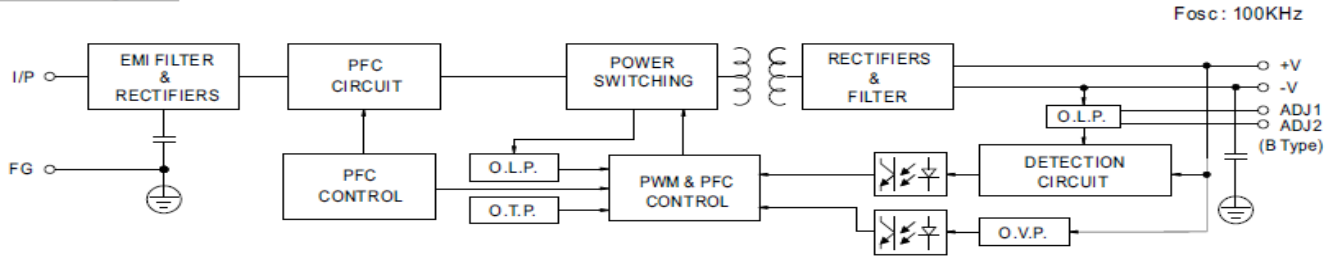 Fosc: 100KHz
I/P
EMI FILTER
&
RECTIFIERS
PFC
CIRCUIT
POWER
SWITCHING
RECTIFIERS
&
FILTER
+V
-V
ADJ1
ADJ2
(B Type)
O.L.P.
FG
PFC
CONTROL
O.L.P.
O.T.P.
PWM & PFC
CONTROL
DETECTION
CIRCUIT
O.V.P.